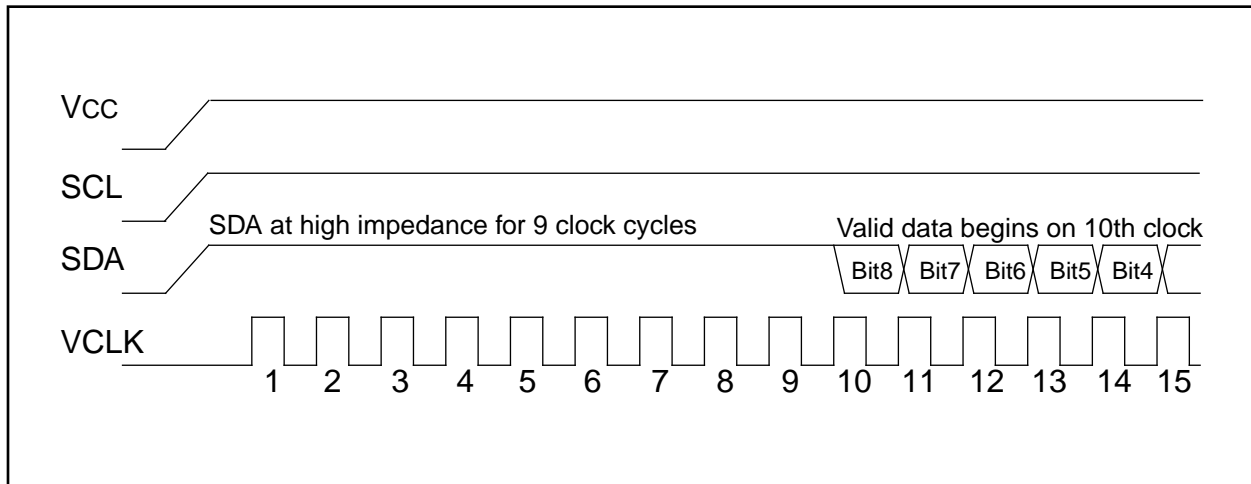 VCC
SCL
SDA at high impedance for 9 clock cycles
Valid data begins on 10th clock
SDA
Bit8 Bit7 Bit6 Bit5 Bit4
VCLK
1 2 3 4 5 6 7 8 9 10 11 12 13 14 15